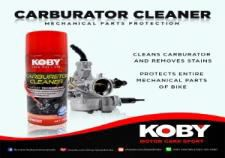 CARBURATOR CLEANER
MECHANICAL PARTS PROTECTION
KOBY
CARBURETOR
CLEANER
CLEANS CARBURATOR
AND REMOVES STAINS
PROTECTS ENTIRE
MECHANICAL PARTS
OF BIKE
KOBY
MOTOR CARE SPORT